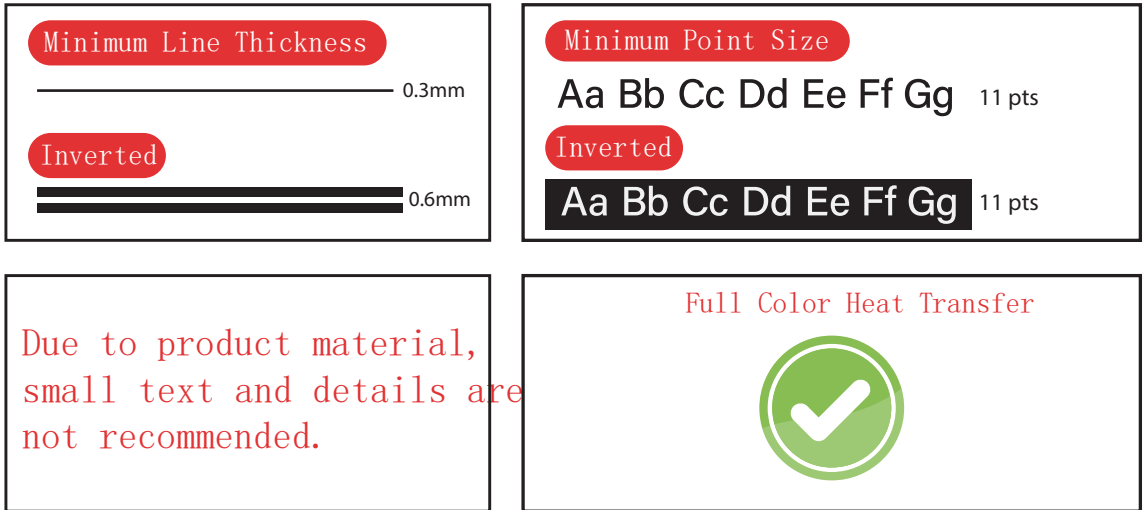 Minimum Line Thickness
0.3mm
Inverted
0.6mm
Minimum Point Size
Aa Bb Cc Dd Ee Ff Gg 11 pts
Inverted
Aa Bb Cc Dd Ee Ff Gg 11 pts
Due to product material,
small text and details are
not recommended.
Full Color Heat Transfer